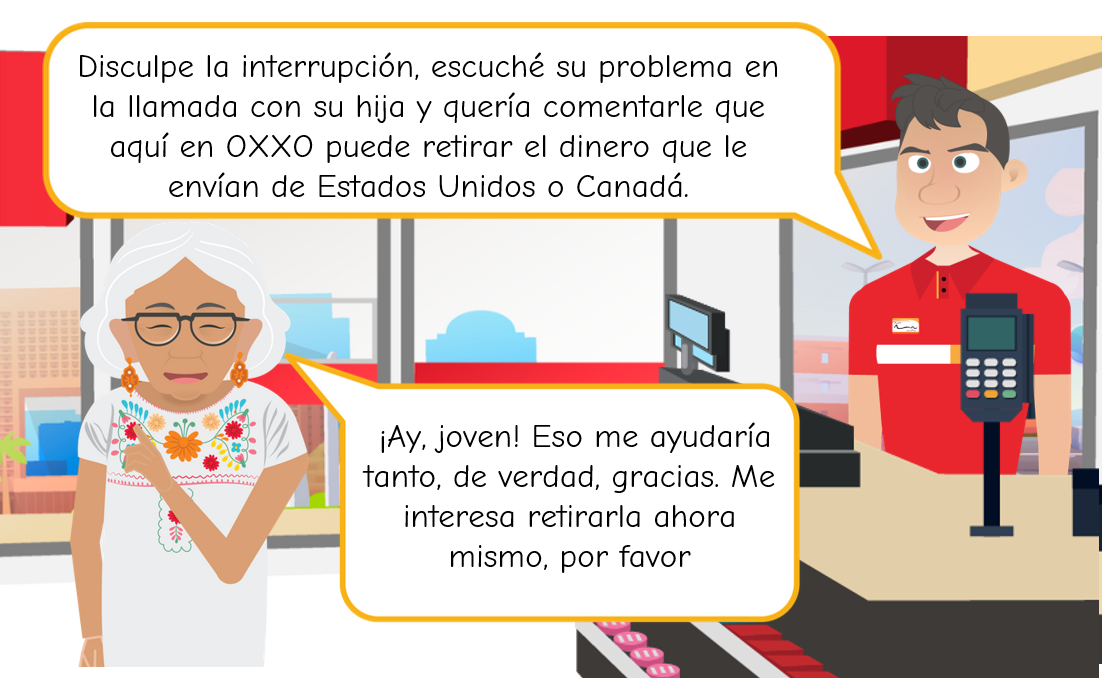 Disculpe la interrupción, escuché su problema en
la llamada con su hija y quería comentarle que
aquí en OXXO puede retirar el dinero que le
envían de Estados Unidos o Canadá.
¡Ay, joven! Eso me ayudaría
tanto, de verdad, gracias. Me
interesa retirarla ahora
mismo, por favor